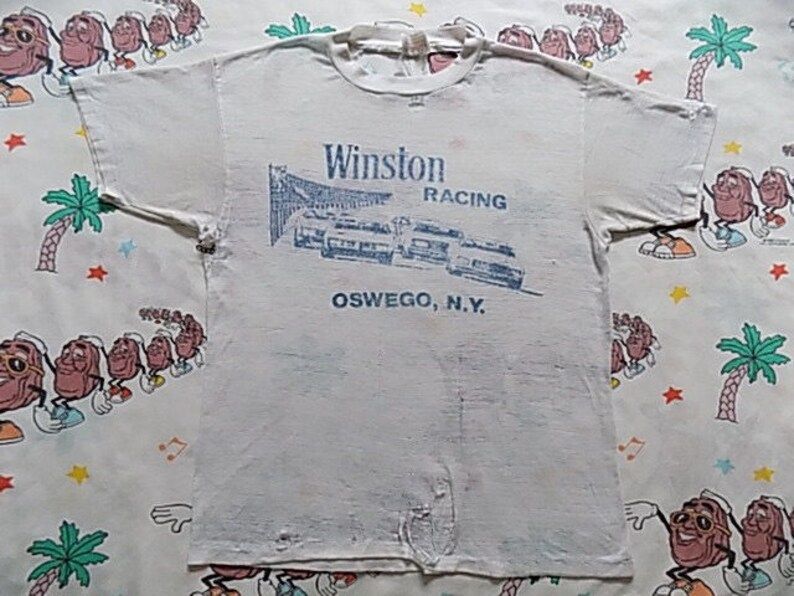 Winston
RACING
OSWEGO, N.Y.